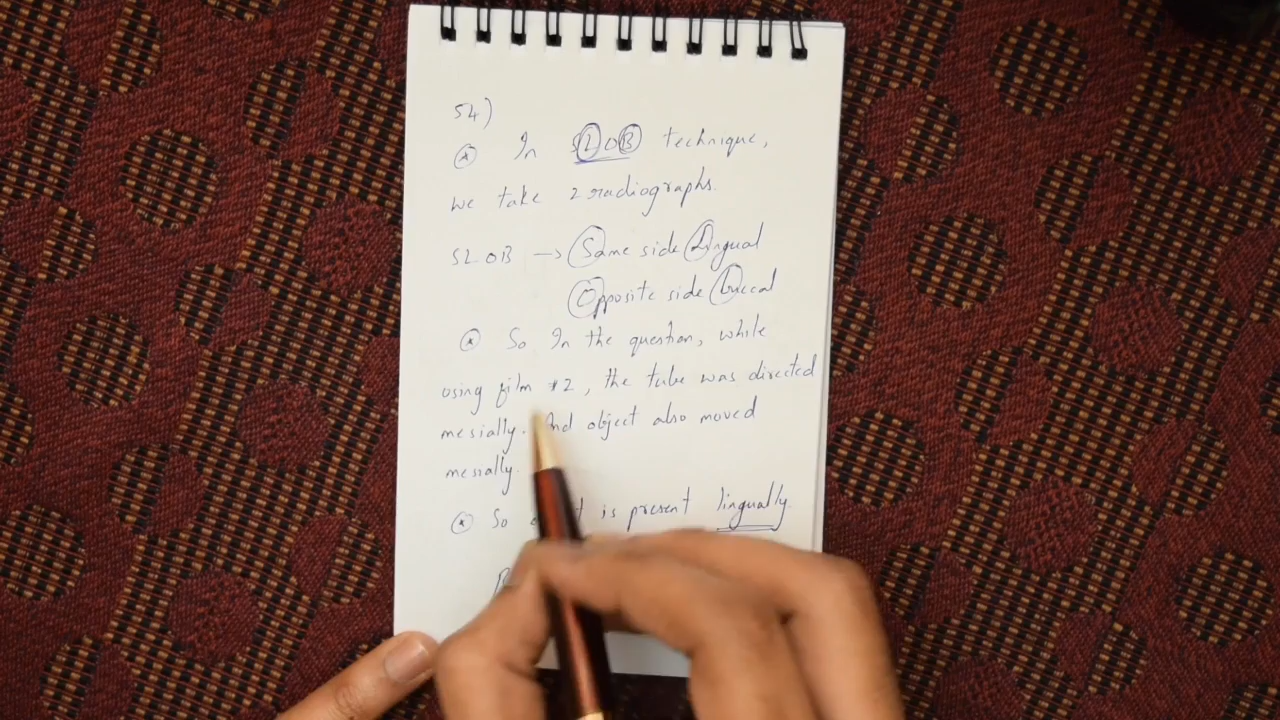 54)
* In SLOB technique,
we take 2 radiographs.
SLOB → Same side Lingual
Opposite side buccal
* So In the question, while
using film #2, the tube was directed
mesially. And object also moved
mesially.
* So is present lingually.